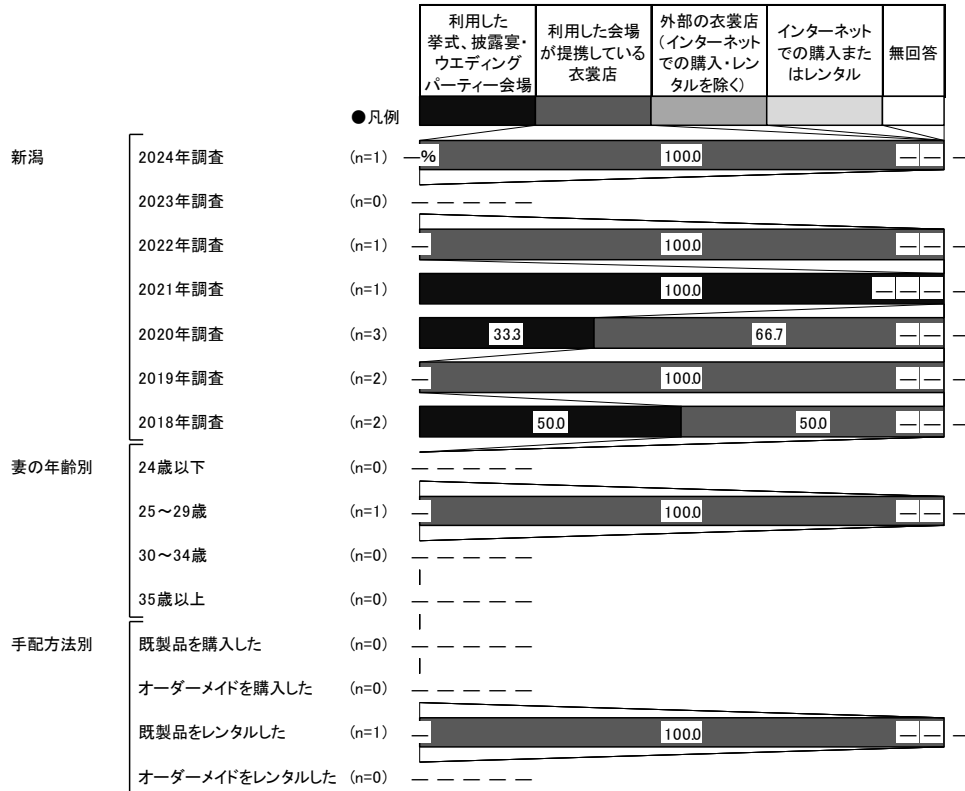 利用した
挙式、披露宴・
ウエディング
パーティー会場
利用した会場
が提携している
衣裳店
外部の衣裳店
(インターネット
での購入・レン
タルを除く)
インターネット
での購入また
はレンタル
無回答
●凡例
新潟
2024年調査 (n=1) —% 100.0 — — —
2023年調査 (n=0) — — — — —
2022年調査 (n=1) — 100.0 — — —
2021年調査 (n=1) 100.0 — — — —
2020年調査 (n=3) 33.3 66.7 — — —
2019年調査 (n=2) — 100.0 — — —
2018年調査 (n=2) 50.0 50.0 — — —
妻の年齢別
24歳以下 (n=0) — — — — —
25～29歳 (n=1) — 100.0 — — —
30～34歳 (n=0) — — — — —
35歳以上 (n=0) — — — — —
手配方法別
既製品を購入した (n=0) — — — — —
オーダーメイドを購入した (n=0) — — — — —
既製品をレンタルした (n=1) — 100.0 — — —
オーダーメイドをレンタルした (n=0) — — — — —